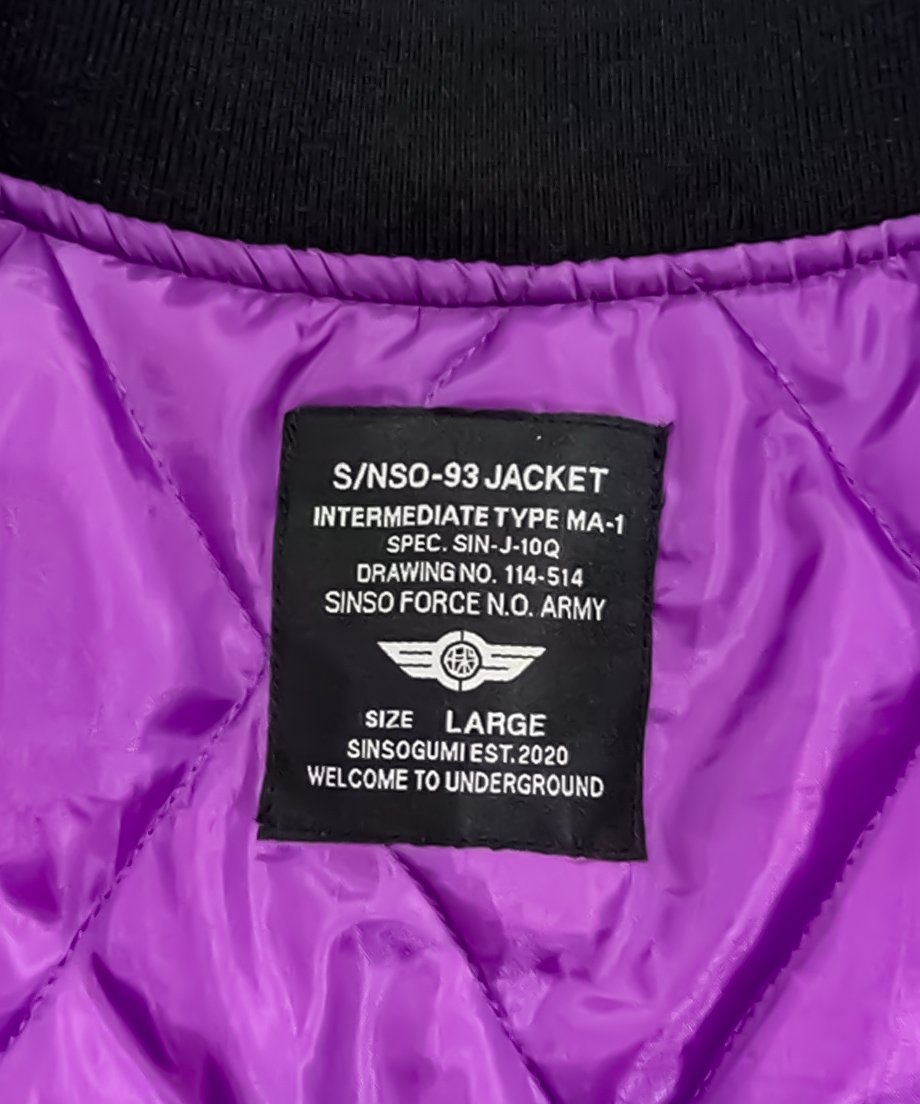 S/NSO-93 JACKET
INTERMEDIATE TYPE MA-1
SPEC. SIN-J-10Q
DRAWING NO. 114-514
SINSO FORCE N.O. ARMY
SIZE LARGE
SINSOGUMI EST. 2020
WELCOME TO UNDERGROUND